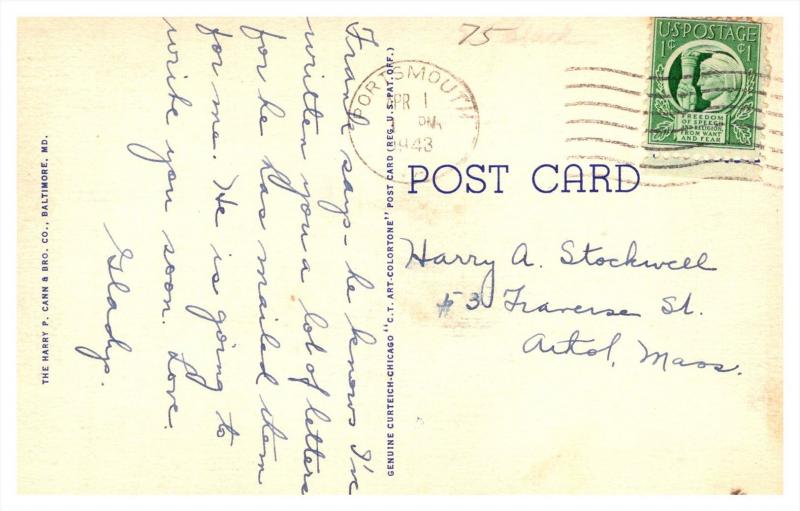 Frank says - he knows I've
written you a lot of letters
for he has mailed them
for me. He is going to
write you soon. Love.
Gladys.
THE HARRY P. CANN & BRO. CO., BALTIMORE, MD.
GENUINE CURTEICH-CHICAGO "C.T. ART-COLORTONE" POST CARD (REG. U.S. PAT. OFF.)
75
PORTSMOUTH
APR 1
PM
1943
U.S. POSTAGE
1¢ ¢1
FREEDOM
OF SPEECH
AND RELIGION,
FROM WANT
AND FEAR
POST CARD
Harry A. Stockwell
#3 Traverse St.
Athol, Mass.